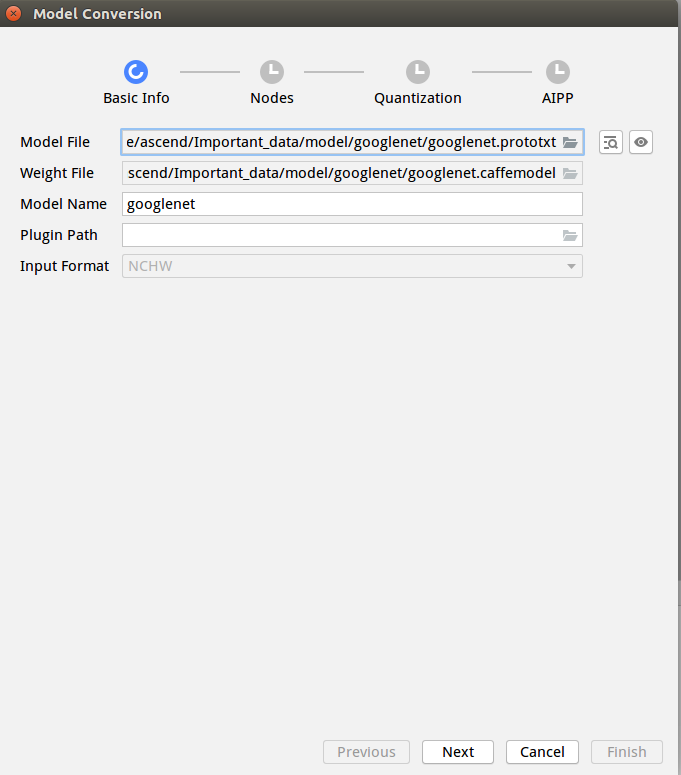 Model Conversion
Basic Info Nodes Quantization AIPP
Model File e/ascend/Important_data/model/googlenet/googlenet.prototxt
Weight File scend/Important_data/model/googlenet/googlenet.caffemodel
Model Name googlenet
Plugin Path
Input Format NCHW
Previous Next Cancel Finish